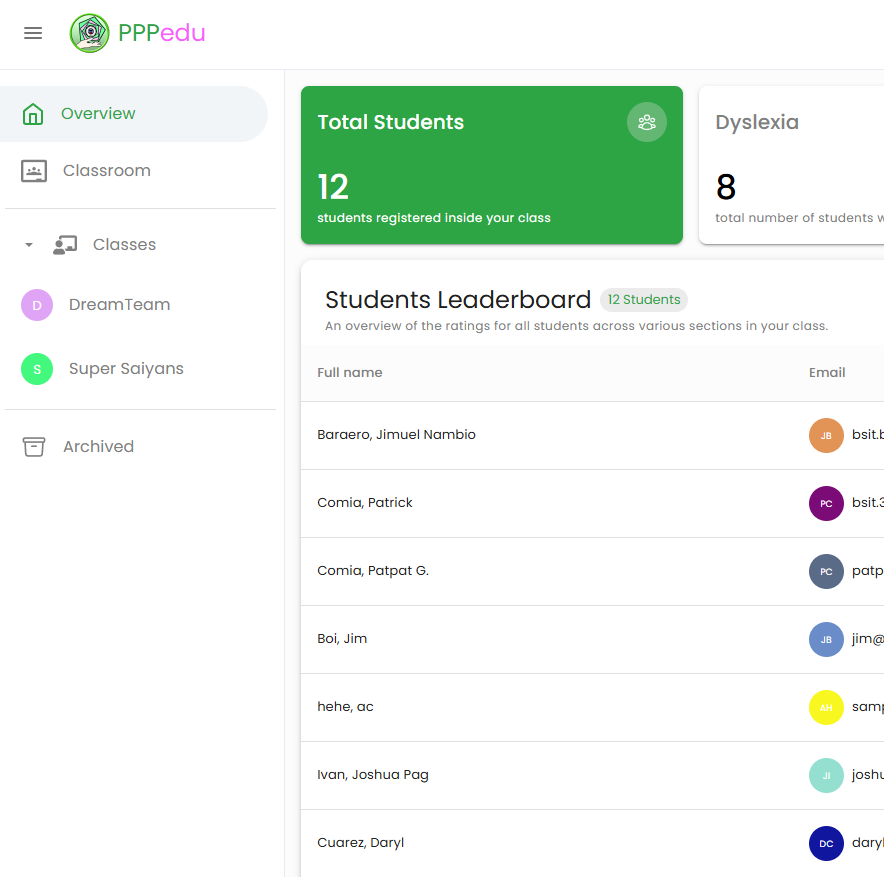 PPPedu
Overview
Classroom
Classes
D DreamTeam
S Super Saiyans
Archived
Total Students
12
students registered inside your class
Dyslexia
8
total number of students
Students Leaderboard 12 Students
An overview of the ratings for all students across various sections in your class.
Full name Email
Baraero, Jimuel Nambio JB bsit.b
Comia, Patrick PC bsit.3
Comia, Patpat G. PC patp
Boi, Jim JB jim@
hehe, ac AH samp
Ivan, Joshua Pag JI joshu
Cuarez, Daryl DC daryl